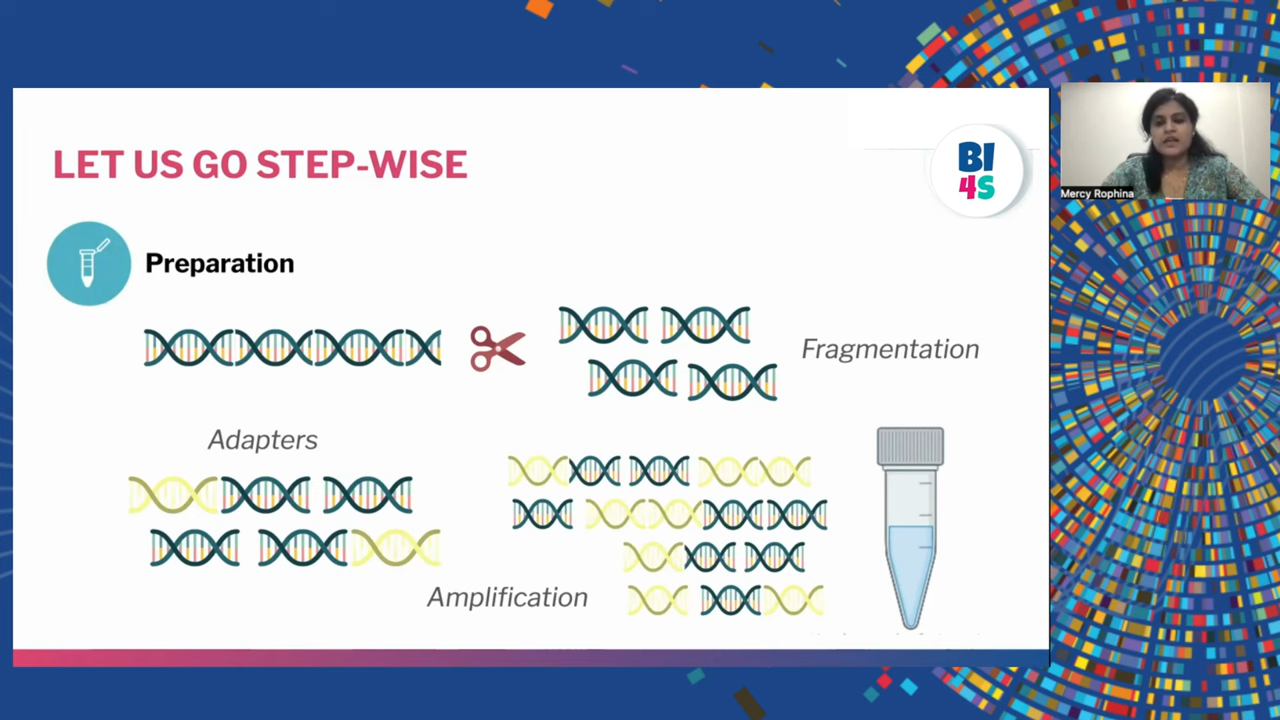 LET US GO STEP-WISE
BI
4S
Mercy Rophina
Preparation
Fragmentation
Adapters
Amplification